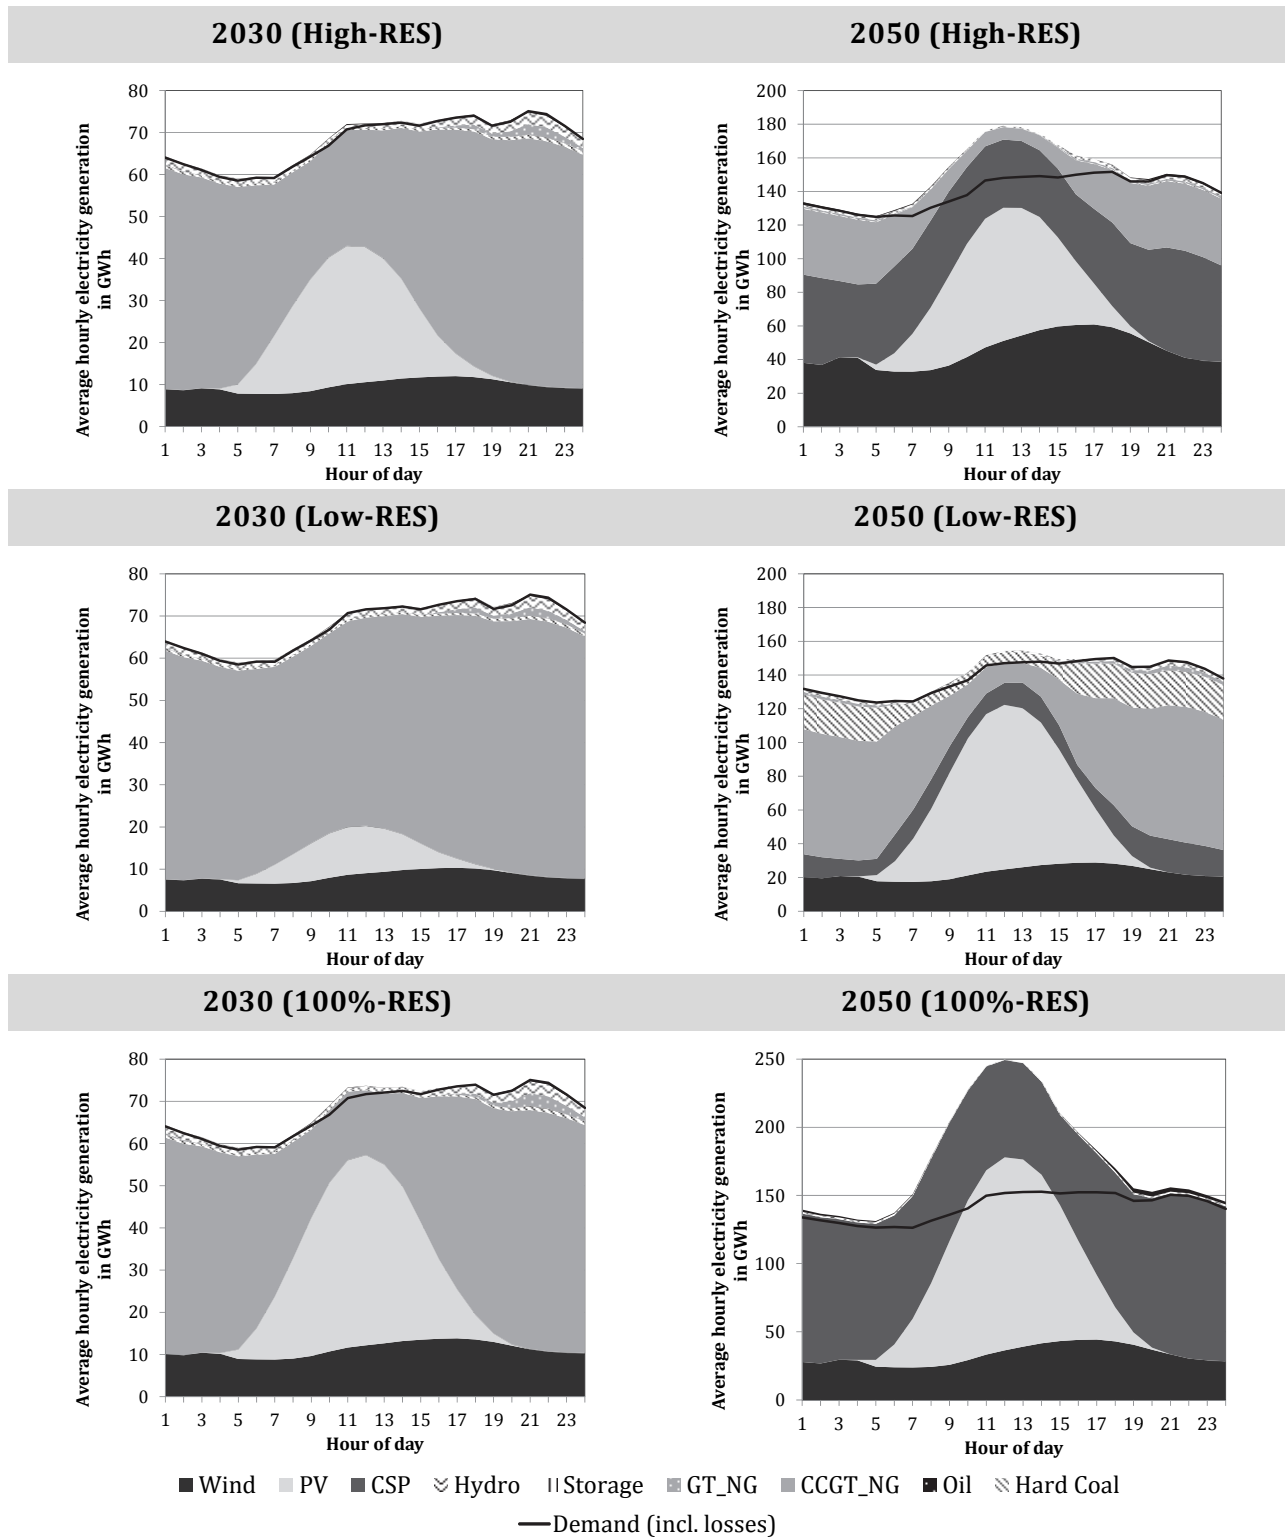 2030 (High-RES)
2050 (High-RES)
Average hourly electricity generation
in GWh
80
70
60
50
40
30
20
10
0
1 3 5 7 9 11 13 15 17 19 21 23
Hour of day
Average hourly electricity generation
in GWh
200
180
160
140
120
100
80
60
40
20
0
1 3 5 7 9 11 13 15 17 19 21 23
Hour of day
2030 (Low-RES)
2050 (Low-RES)
Average hourly electricity generation
in GWh
80
70
60
50
40
30
20
10
0
1 3 5 7 9 11 13 15 17 19 21 23
Hour of day
Average hourly electricity generation
in GWh
200
180
160
140
120
100
80
60
40
20
0
1 3 5 7 9 11 13 15 17 19 21 23
Hour of day
2030 (100%-RES)
2050 (100%-RES)
Average hourly electricity generation
in GWh
80
70
60
50
40
30
20
10
0
1 3 5 7 9 11 13 15 17 19 21 23
Hour of day
Average hourly electricity generation
in GWh
250
200
150
100
50
0
1 3 5 7 9 11 13 15 17 19 21 23
Hour of day
Wind PV CSP Hydro Storage GT_NG CCGT_NG Oil Hard Coal
Demand (incl. losses)